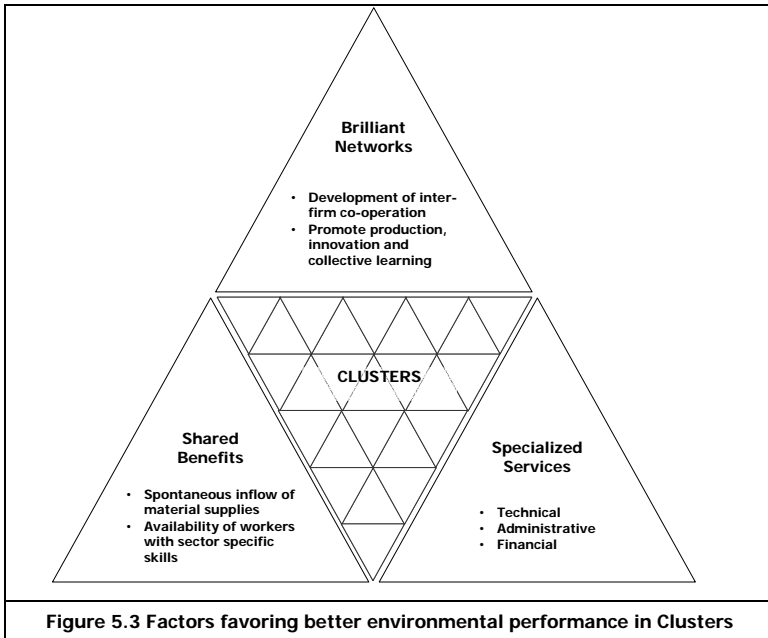 Brilliant
Networks
• Development of inter-
firm co-operation
• Promote production,
innovation and
collective learning
CLUSTERS
Shared
Benefits
• Spontaneous inflow of
material supplies
• Availability of workers
with sector specific
skills
Specialized
Services
• Technical
• Administrative
• Financial
Figure 5.3 Factors favoring better environmental performance in Clusters